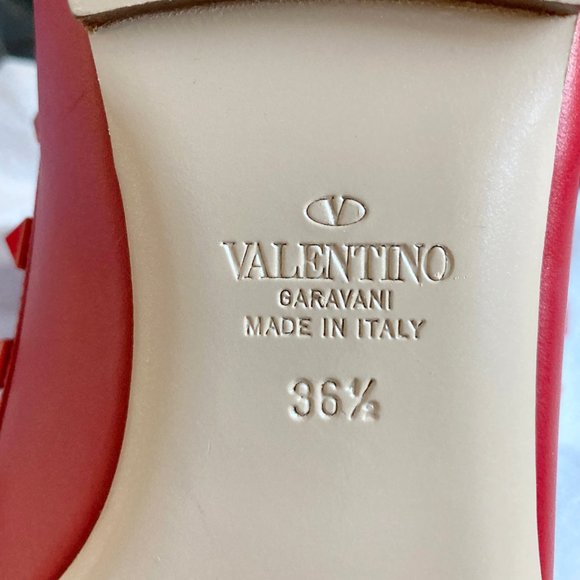 V
VALENTINO
GARAVANI
MADE IN ITALY
36½